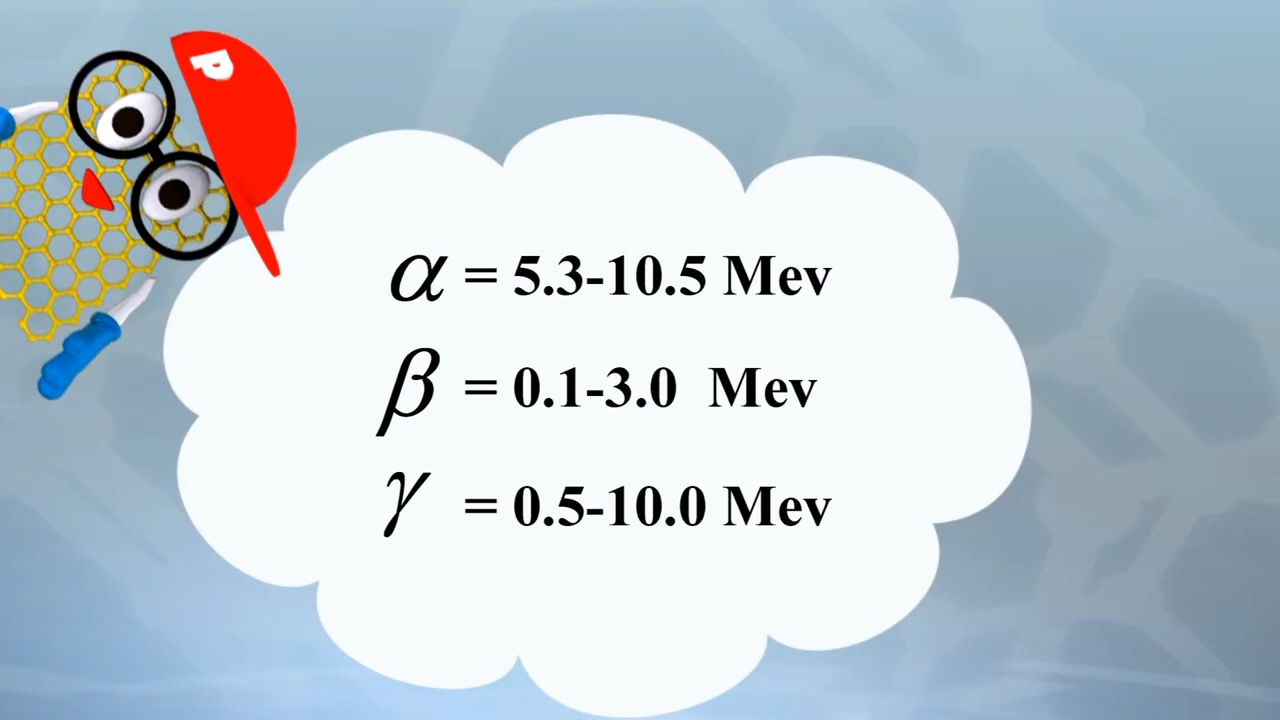 P
α = 5.3-10.5 Mev
β = 0.1-3.0 Mev
γ = 0.5-10.0 Mev